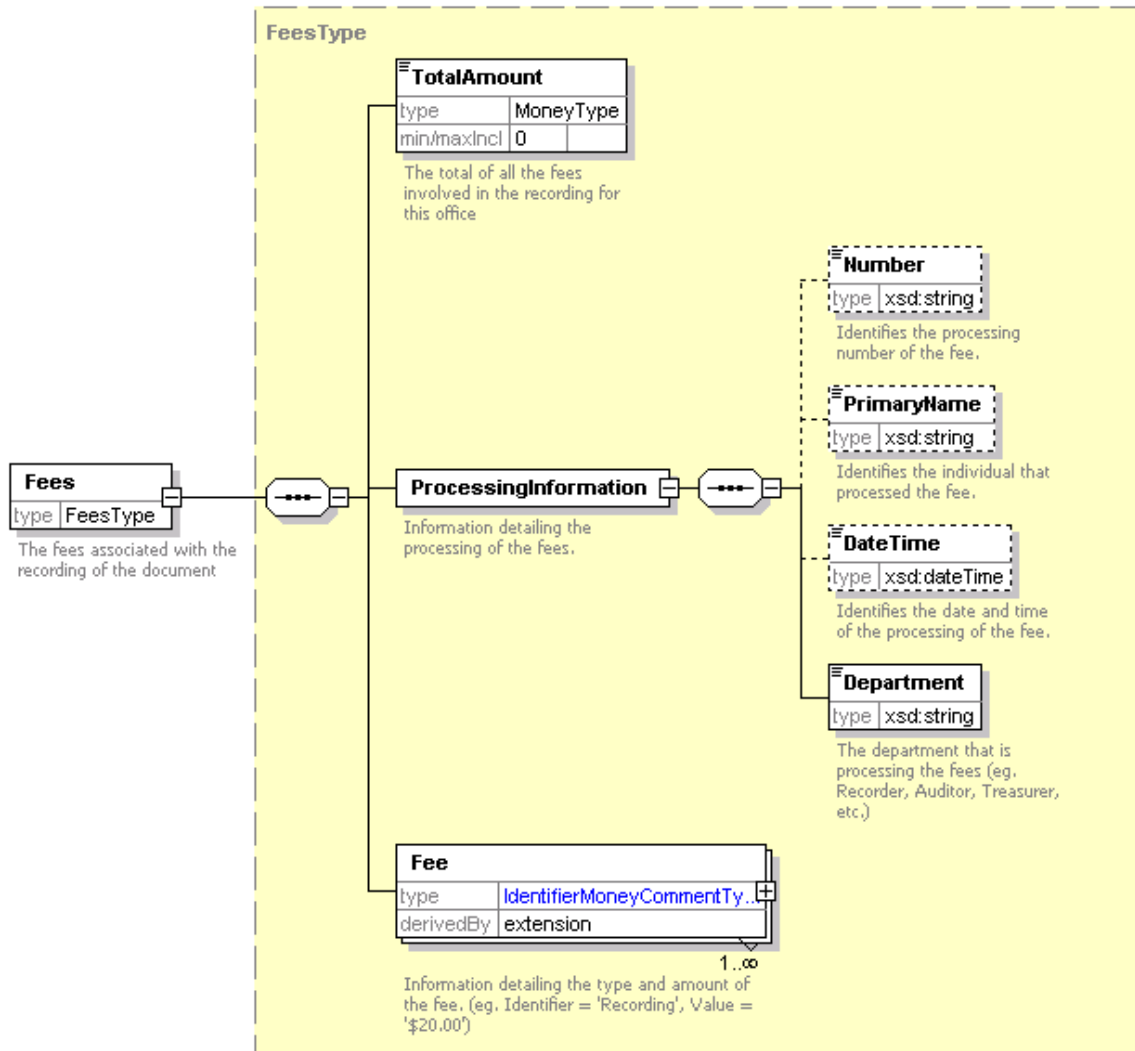 FeesType
TotalAmount
type MoneyType
min/maxIncl 0
The total of all the fees
involved in the recording for
this office
Number
type xsd:string
Identifies the processing
number of the fee.
PrimaryName
type xsd:string
Identifies the individual that
processed the fee.
Fees
type FeesType
The fees associated with the
recording of the document
ProcessingInformation
Information detailing the
processing of the fees.
DateTime
type xsd:dateTime
Identifies the date and time
of the processing of the fee.
Department
type xsd:string
The department that is
processing the fees (eg.
Recorder, Auditor, Treasurer,
etc.)
Fee
type IdentifierMoneyCommentTy...
derivedBy extension
1..∞
Information detailing the type and amount of
the fee. (eg. Identifier = 'Recording', Value =
'$20.00')